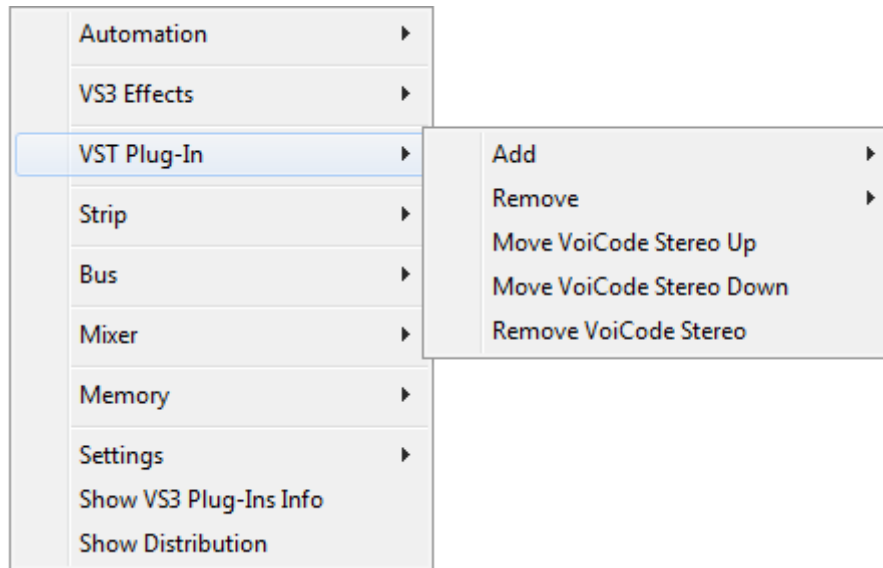 Automation
VS3 Effects
VST Plug-In
Strip
Bus
Mixer
Memory
Settings
Show VS3 Plug-Ins Info
Show Distribution
Add
Remove
Move VoiCode Stereo Up
Move VoiCode Stereo Down
Remove VoiCode Stereo